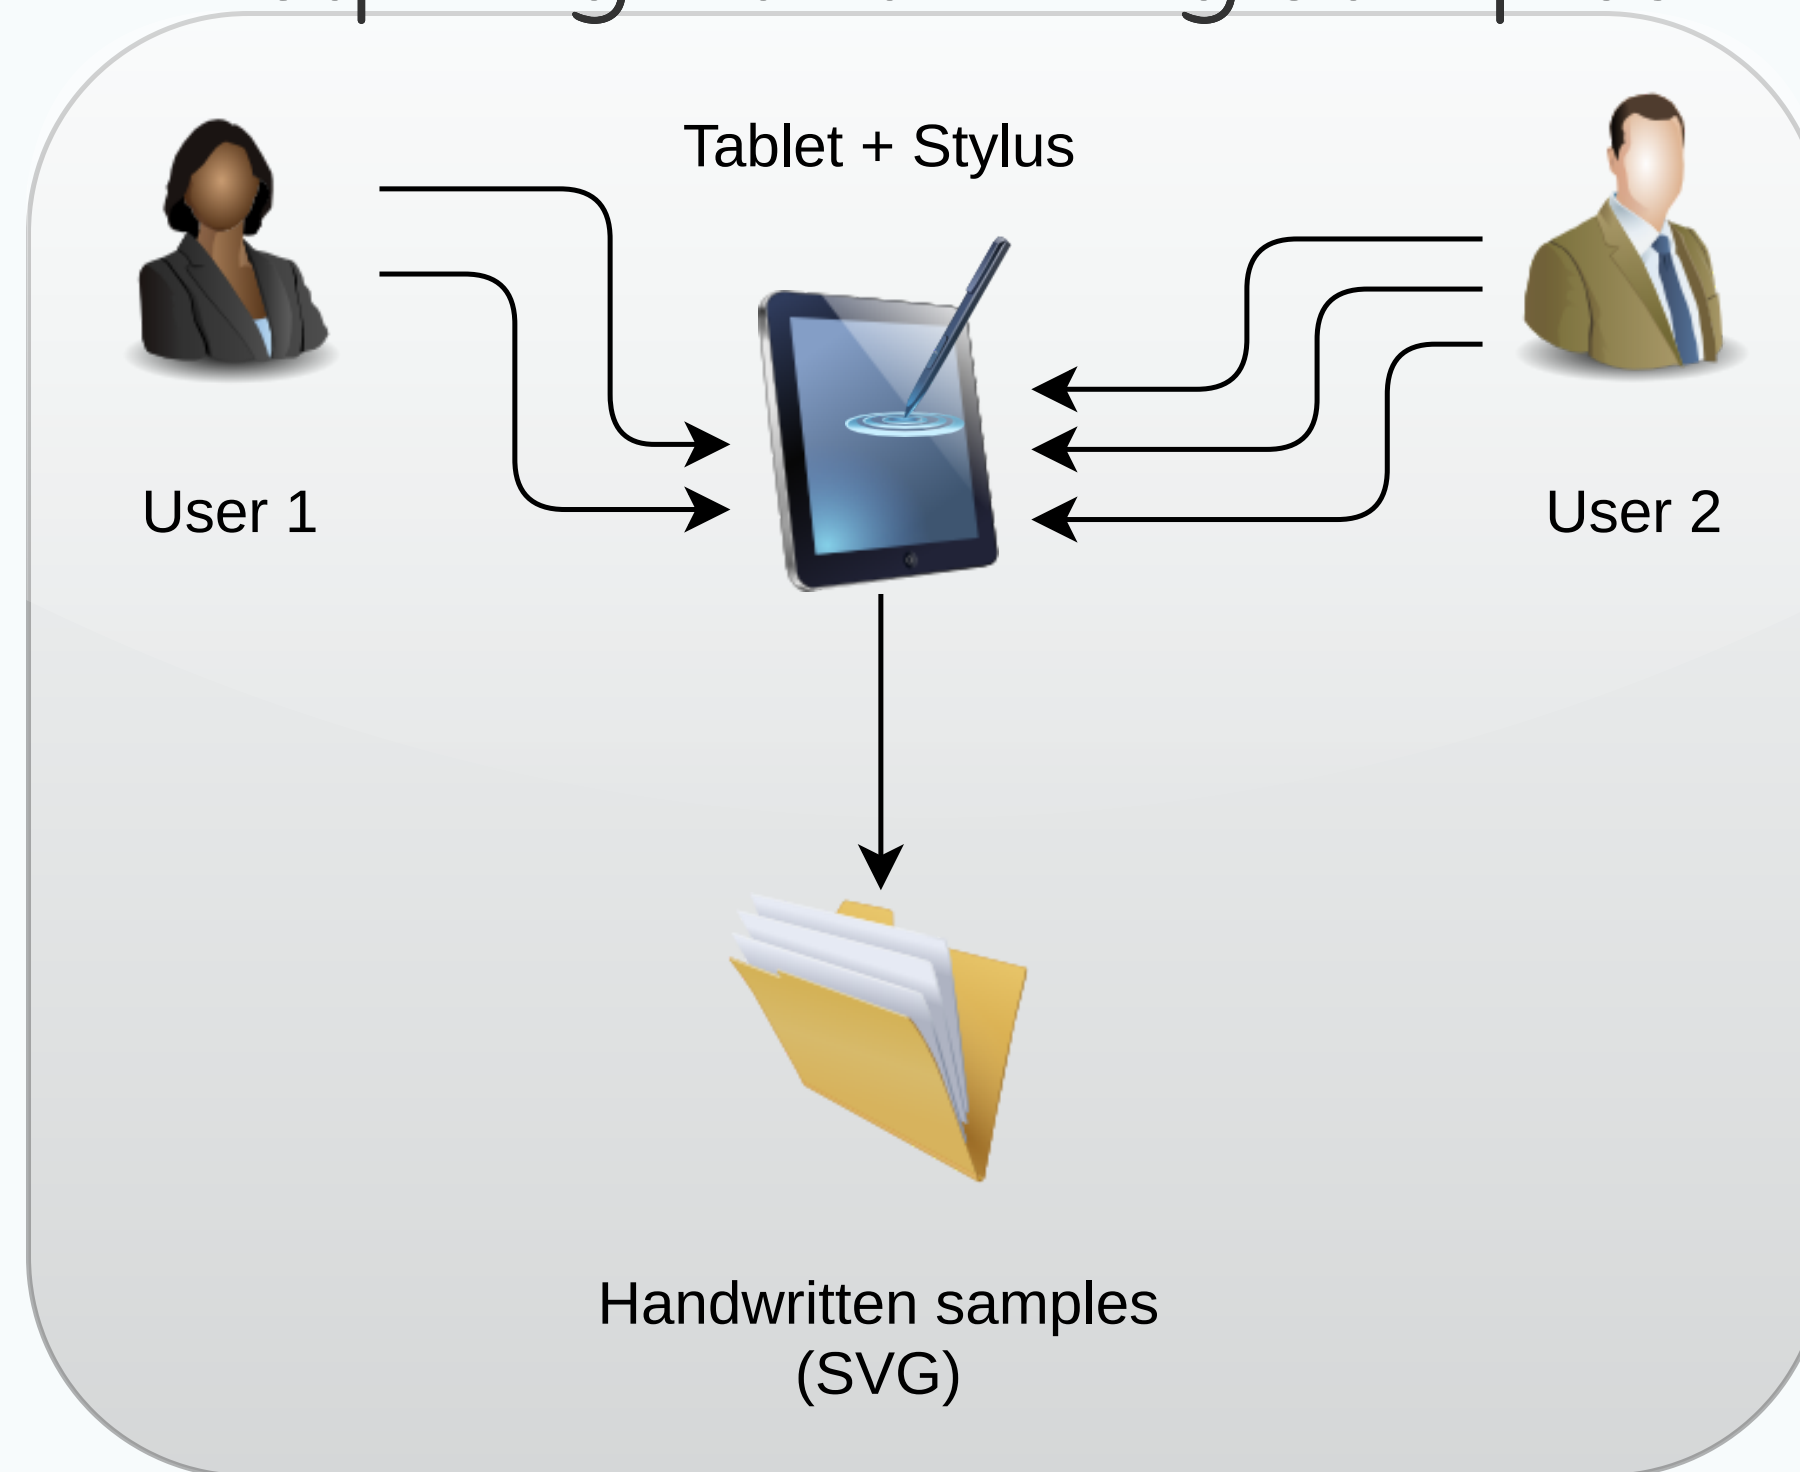 Tablet + Stylus
User 1
User 2
Handwritten samples
(SVG)